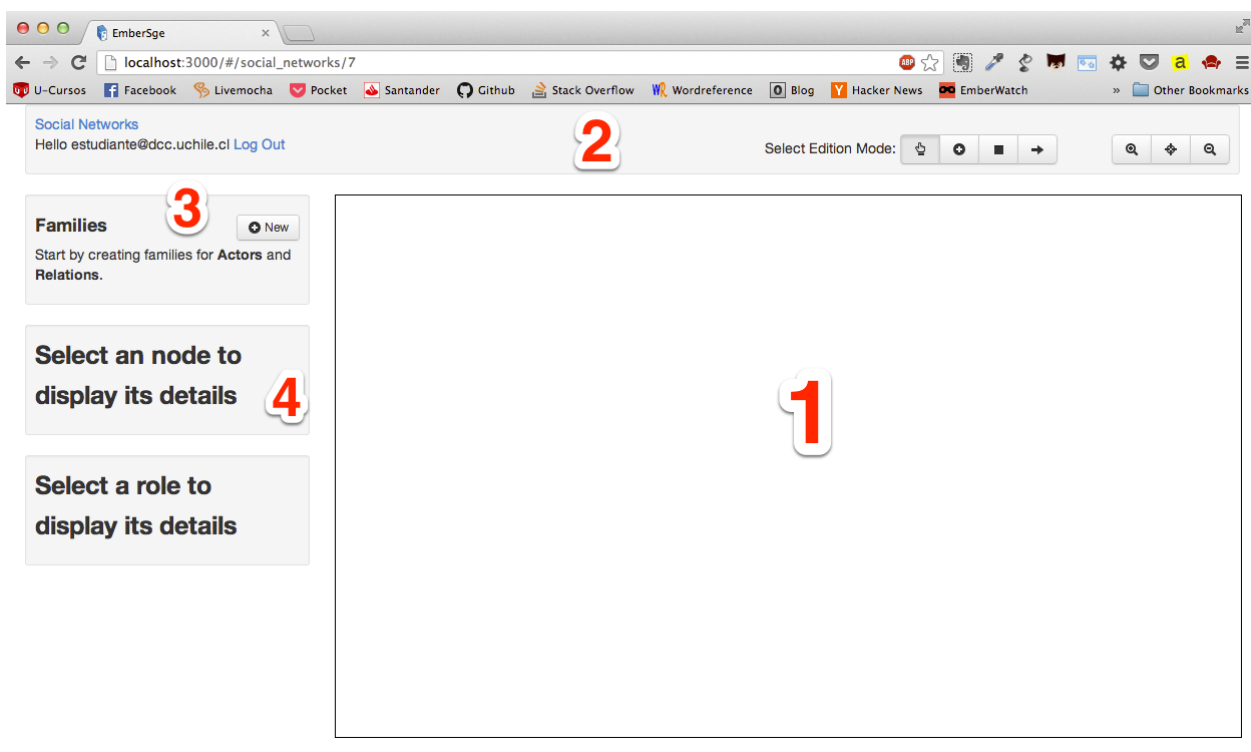 EmberSge
localhost:3000/#/social_networks/7
ABP
a
U-Cursos Facebook Livemocha Pocket Santander Github Stack Overflow WR Wordreference O Blog Y Hacker News EmberWatch » Other Bookmarks
Social Networks
Hello estudiante@dcc.uchile.cl Log Out
2
Select Edition Mode:
3
Families
New
Start by creating families for Actors and
Relations.
Select an node to
display its details
4
1
Select a role to
display its details